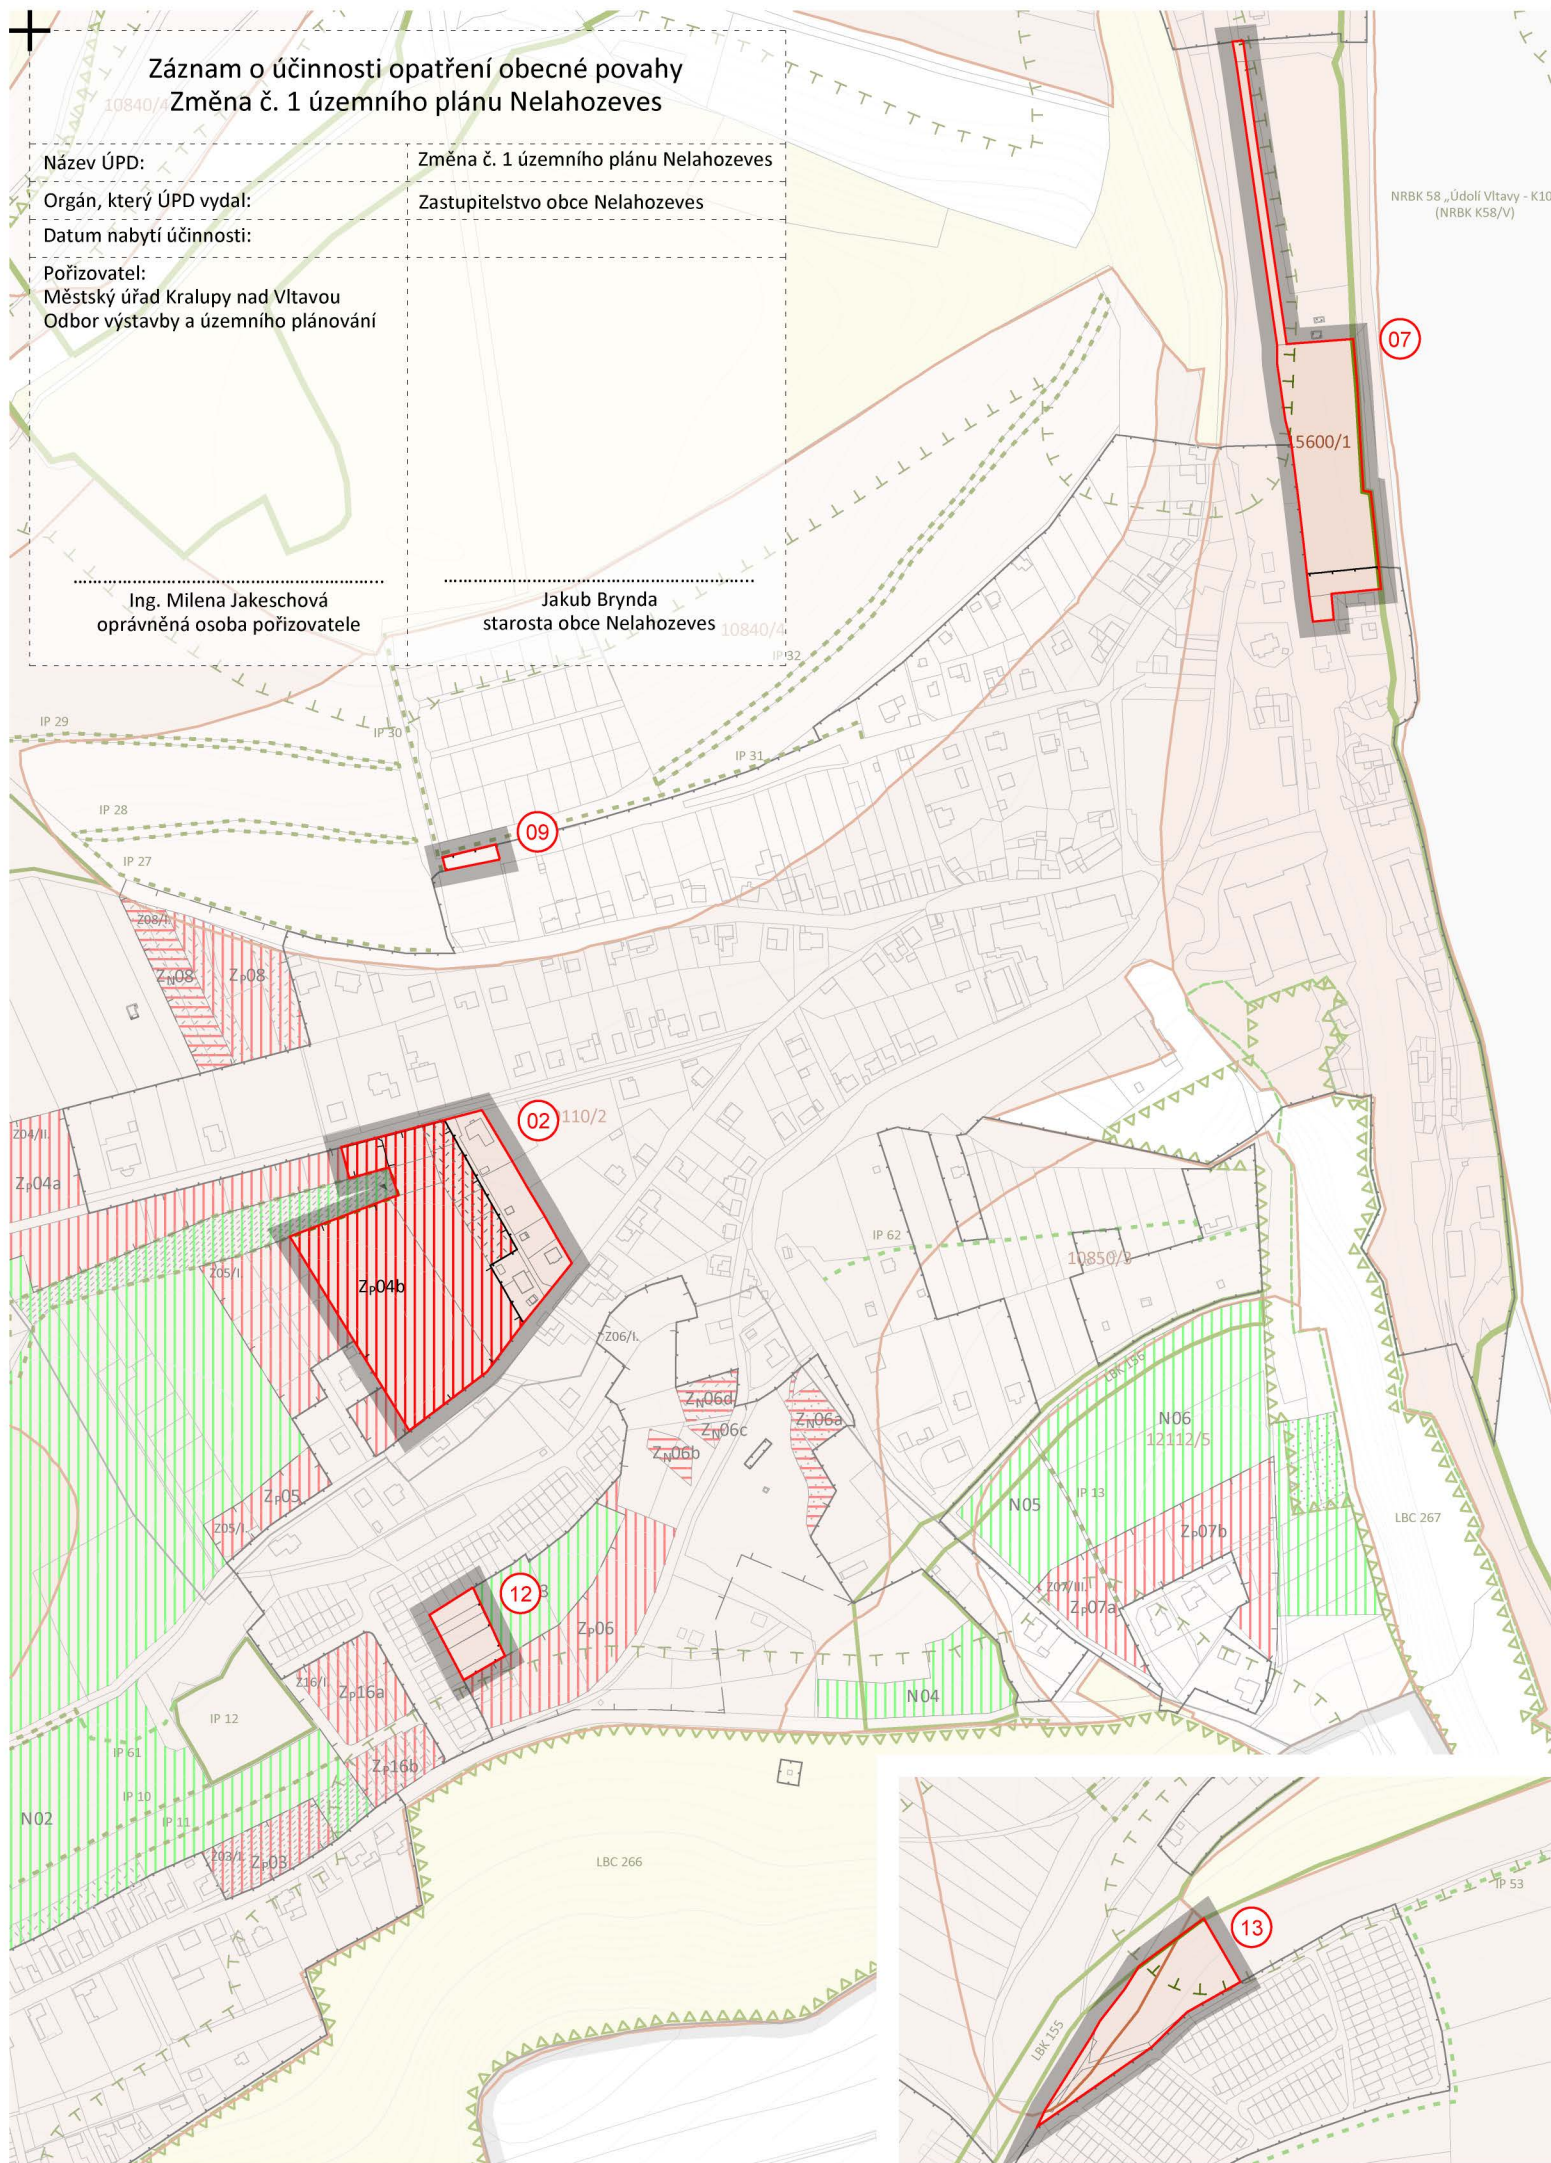 Záznam o účinnosti opatření obecné povahy
Změna č. 1 územního plánu Nelahozeves
10840/4
Název ÚPD:
Změna č. 1 územního plánu Nelahozeves
Orgán, který ÚPD vydal:
Zastupitelstvo obce Nelahozeves
Datum nabytí účinnosti:
Pořizovatel:
Městský úřad Kralupy nad Vltavou
Odbor výstavby a územního plánování
Ing. Milena Jakeschová
oprávněná osoba pořizovatele
Jakub Brynda
starosta obce Nelahozeves
NRBK 58 „Údolí Vltavy - K10
(NRBK K58/V)
07
15600/1
10840/4
IP 32
IP 29
IP 30
IP 31
IP 28
09
IP 27
Z08/I.
ZN08
ZP08
02
110/2
Z04/II.
ZP04a
IP 62
10850/3
Z05/I.
ZP04b
Z06/I.
LBK 156
ZN06d
ZN06a
ZN06c
ZN06b
N06
12112/5
ZP05
IP 13
N05
Z05/I.
LBC 267
ZP07b
12
3
Z07/III.
ZP07a
ZP06
Z16/I.
ZP16a
N04
IP 12
IP 61
ZP16b
IP 10
N02
IP 11
Z03/I.
ZP03
LBC 266
IP 53
13
LBK 155